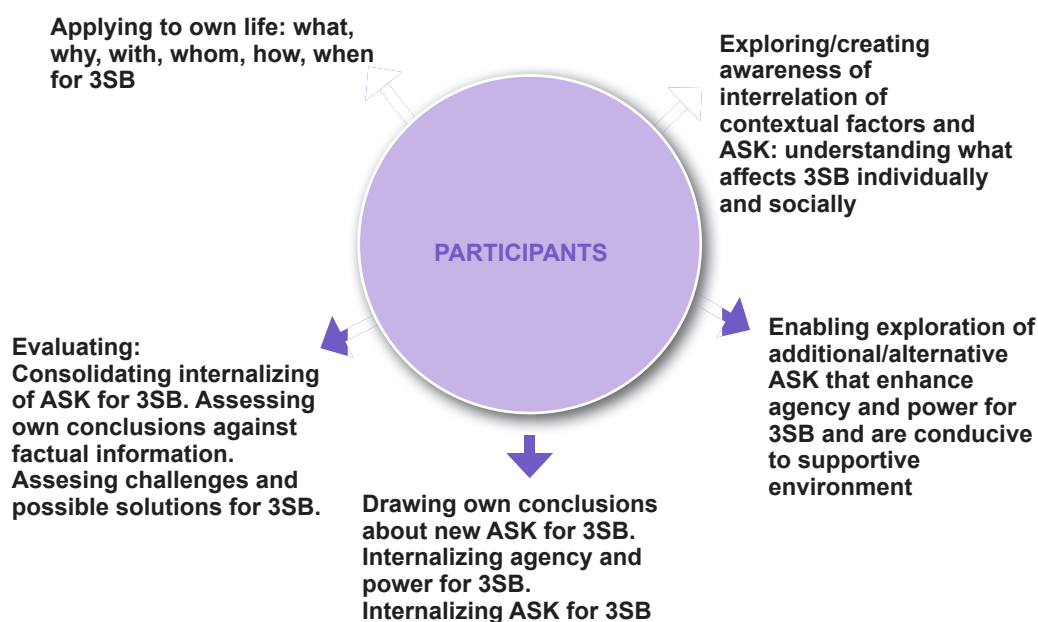 Applying to own life: what,
why, with, whom, how, when
for 3SB
Exploring/creating
awareness of
interrelation of
contextual factors and
ASK: understanding what
affects 3SB individually
and socially
PARTICIPANTS
Enabling exploration of
additional/alternative
ASK that enhance
agency and power for
3SB and are conducive
to supportive
environment
Drawing own conclusions
about new ASK for 3SB.
Internalizing agency and
power for 3SB.
Internalizing ASK for 3SB
Evaluating:
Consolidating internalizing
of ASK for 3SB. Assessing
own conclusions against
factual information.
Assesing challenges and
possible solutions for 3SB.